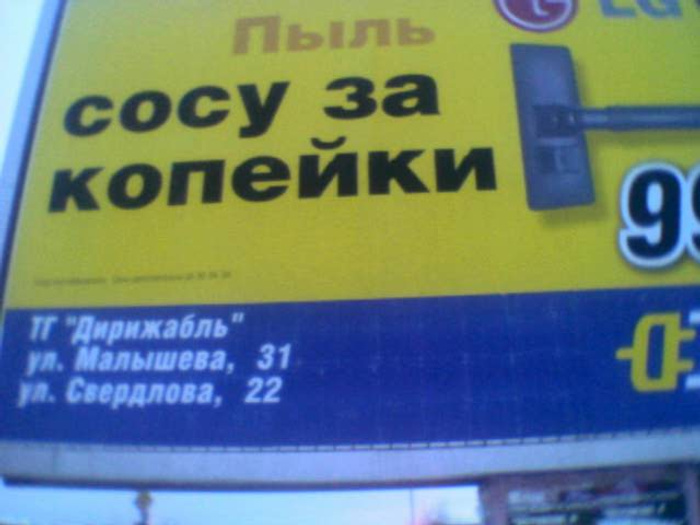 LG
Пыль
сосу за
копейки
99
ТГ "Дирижабль"
ул. Малышева, 31
ул. Свердлова, 22